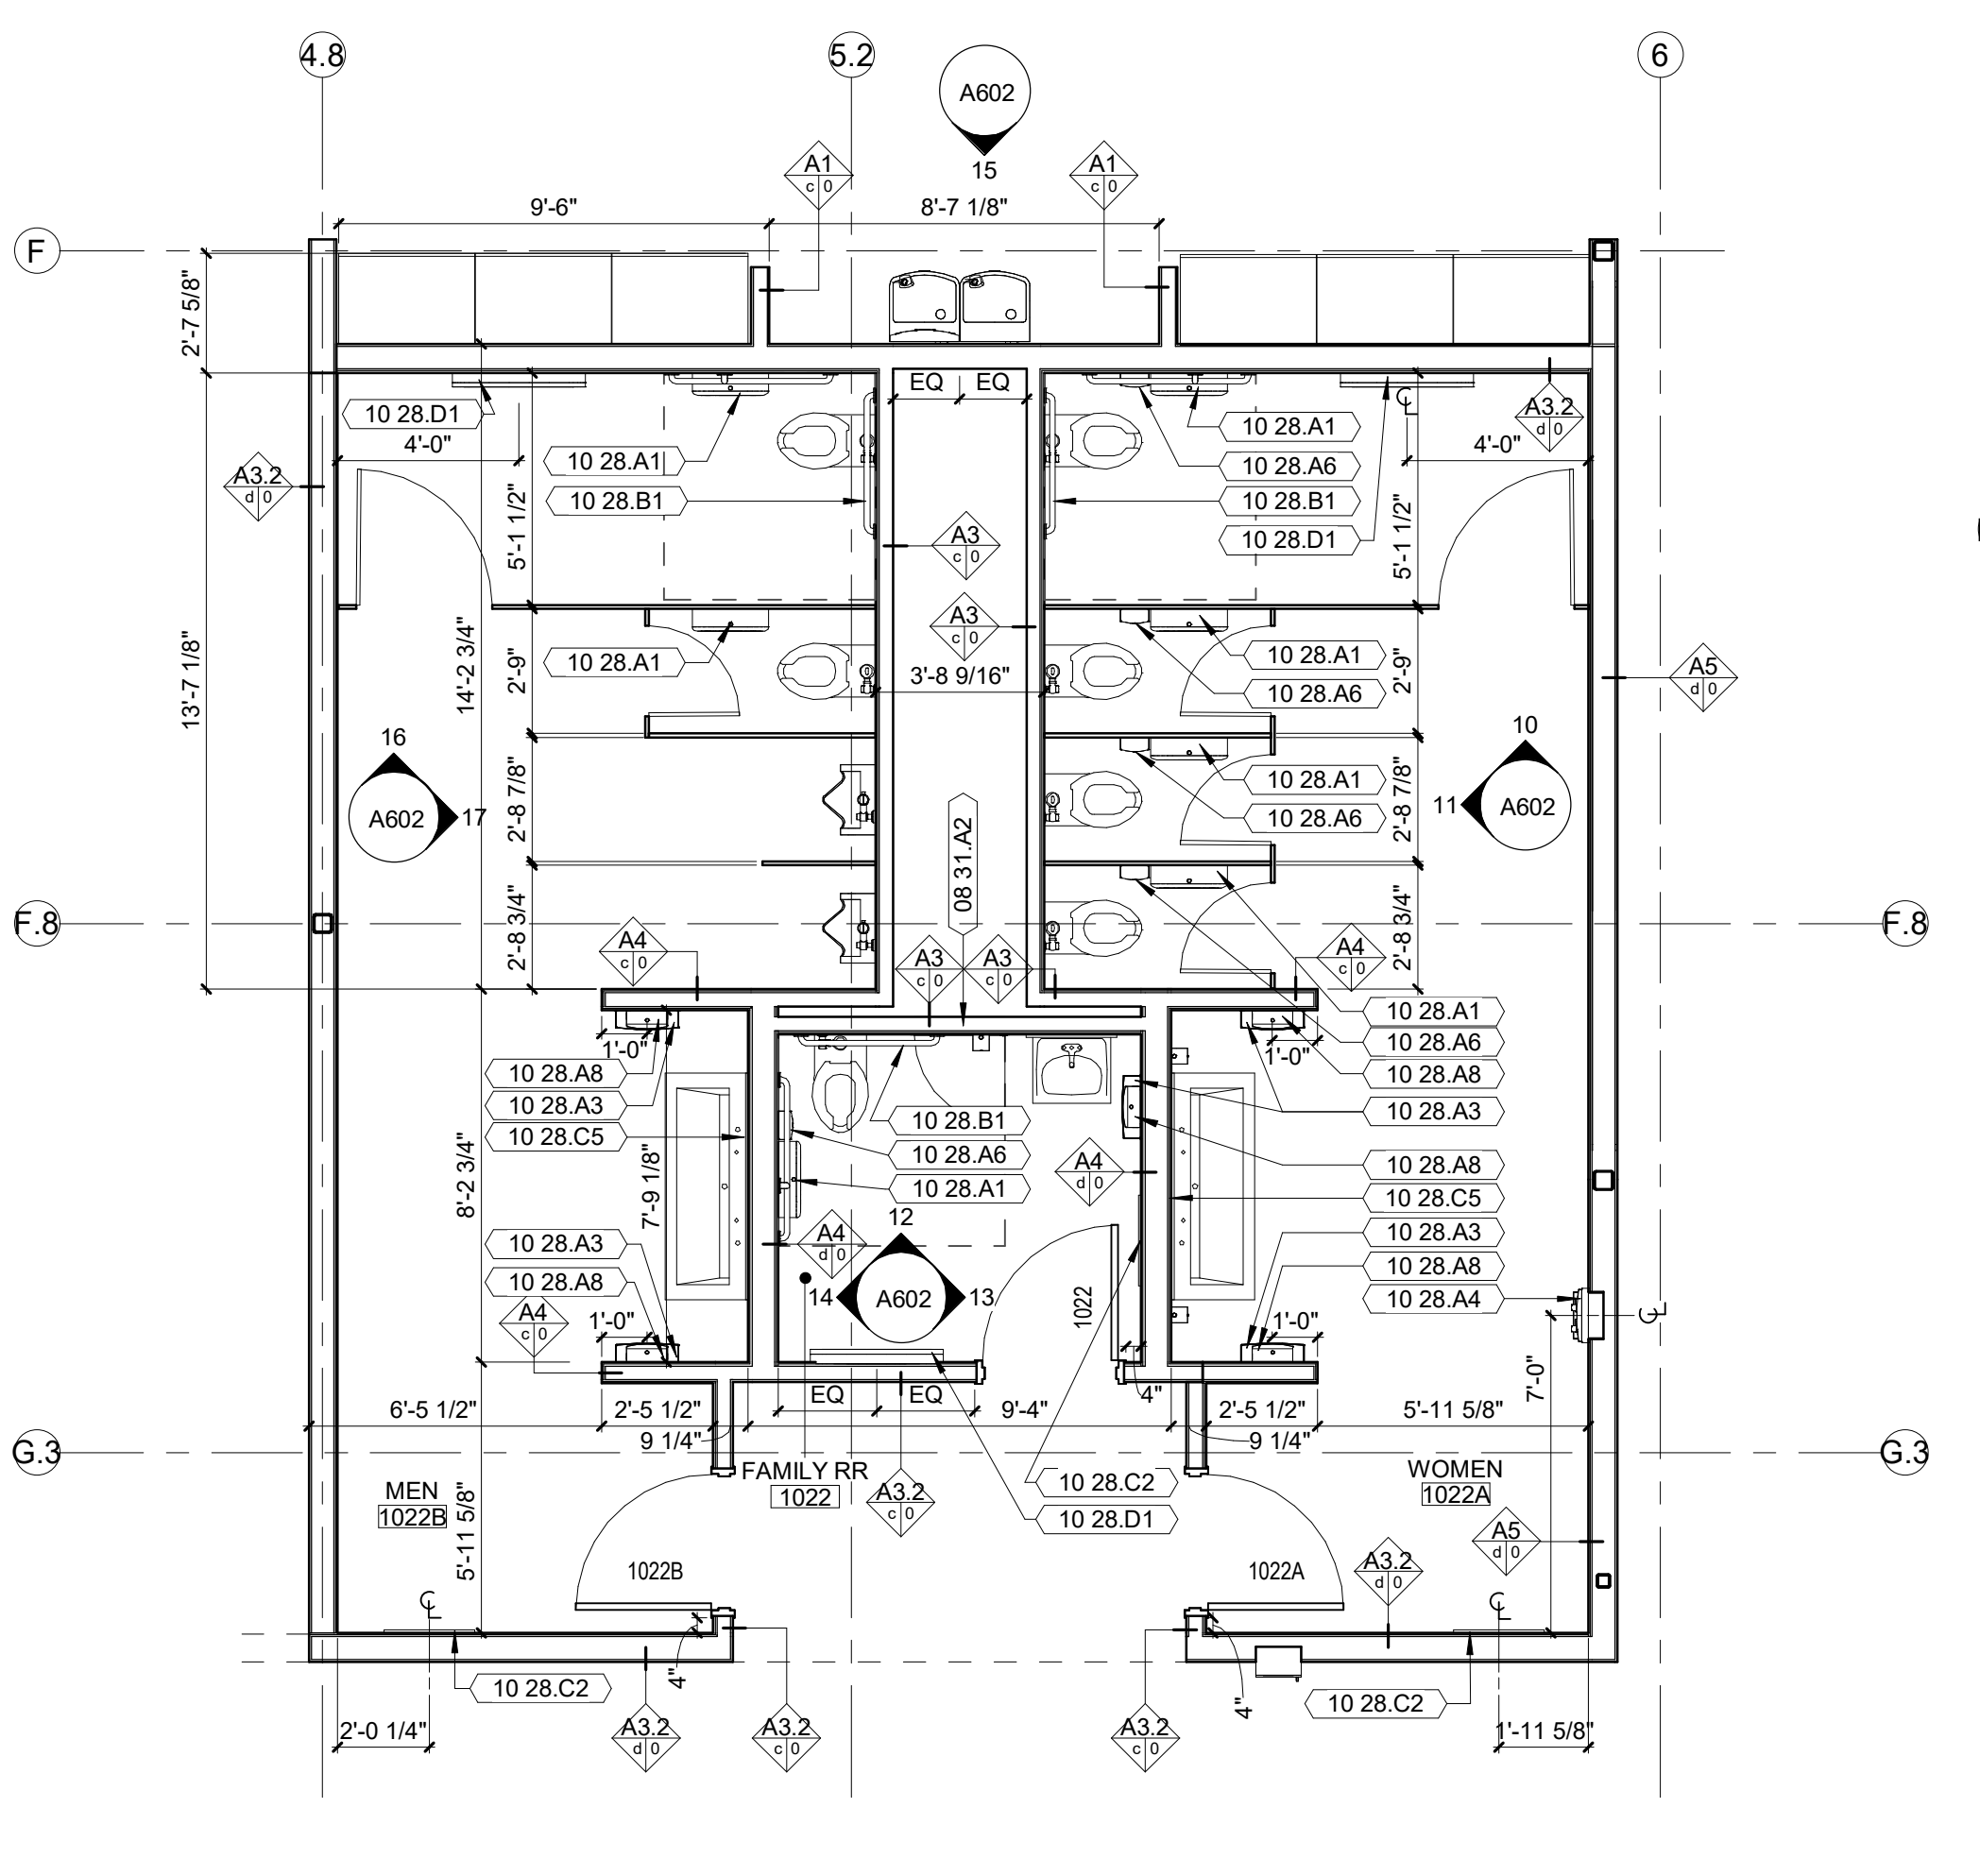 4.8
5.2
6
A602
15
A1
c 0
A1
c 0
9'-6"
8'-7 1/8"
F
2'-7 5/8"
EQ
EQ
10 28.D1
4'-0"
10 28.A1
10 28.B1
10 28.A1
10 28.A6
10 28.B1
10 28.D1
4'-0"
A3.2
d 0
A3.2
d 0
5'-1 1/2"
5'-1 1/2"
A3
c 0
A3
c 0
3'-8 9/16"
13'-7 1/8"
14'-2 3/4"
2'-9"
10 28.A1
10 28.A1
10 28.A6
2'-9"
A5
d 0
16
A602
17
10
11
A602
2'-8 7/8"
10 28.A1
10 28.A6
2'-8 7/8"
08 31.A2
F.8
F.8
2'-8 3/4"
2'-8 3/4"
A4
c 0
A3
c 0
A3
c 0
A4
c 0
1'-0"
1'-0"
10 28.A8
10 28.A3
10 28.C5
10 28.A1
10 28.A6
10 28.A8
10 28.A3
10 28.B1
10 28.A6
10 28.A1
A4
d 0
10 28.A8
10 28.C5
10 28.A3
10 28.A8
10 28.A4
8'-2 3/4"
7'-9 1/8"
10 28.A3
10 28.A8
A4
c 0
1'-0"
A4
d 0
12
14
A602
13
1022
1'-0"
CL
7'-0"
EQ
EQ
4"
6'-5 1/2"
2'-5 1/2"
9'-4"
2'-5 1/2"
5'-11 5/8"
9 1/4"
9 1/4"
G.3
G.3
MEN
1022B
FAMILY RR
1022
A3.2
c 0
10 28.C2
10 28.D1
WOMEN
1022A
5'-11 5/8"
1022B
1022A
A5
d 0
A3.2
d 0
CL
CL
CL
4"
4"
10 28.C2
10 28.C2
2'-0 1/4"
A3.2
d 0
A3.2
c 0
A3.2
c 0
1'-11 5/8"